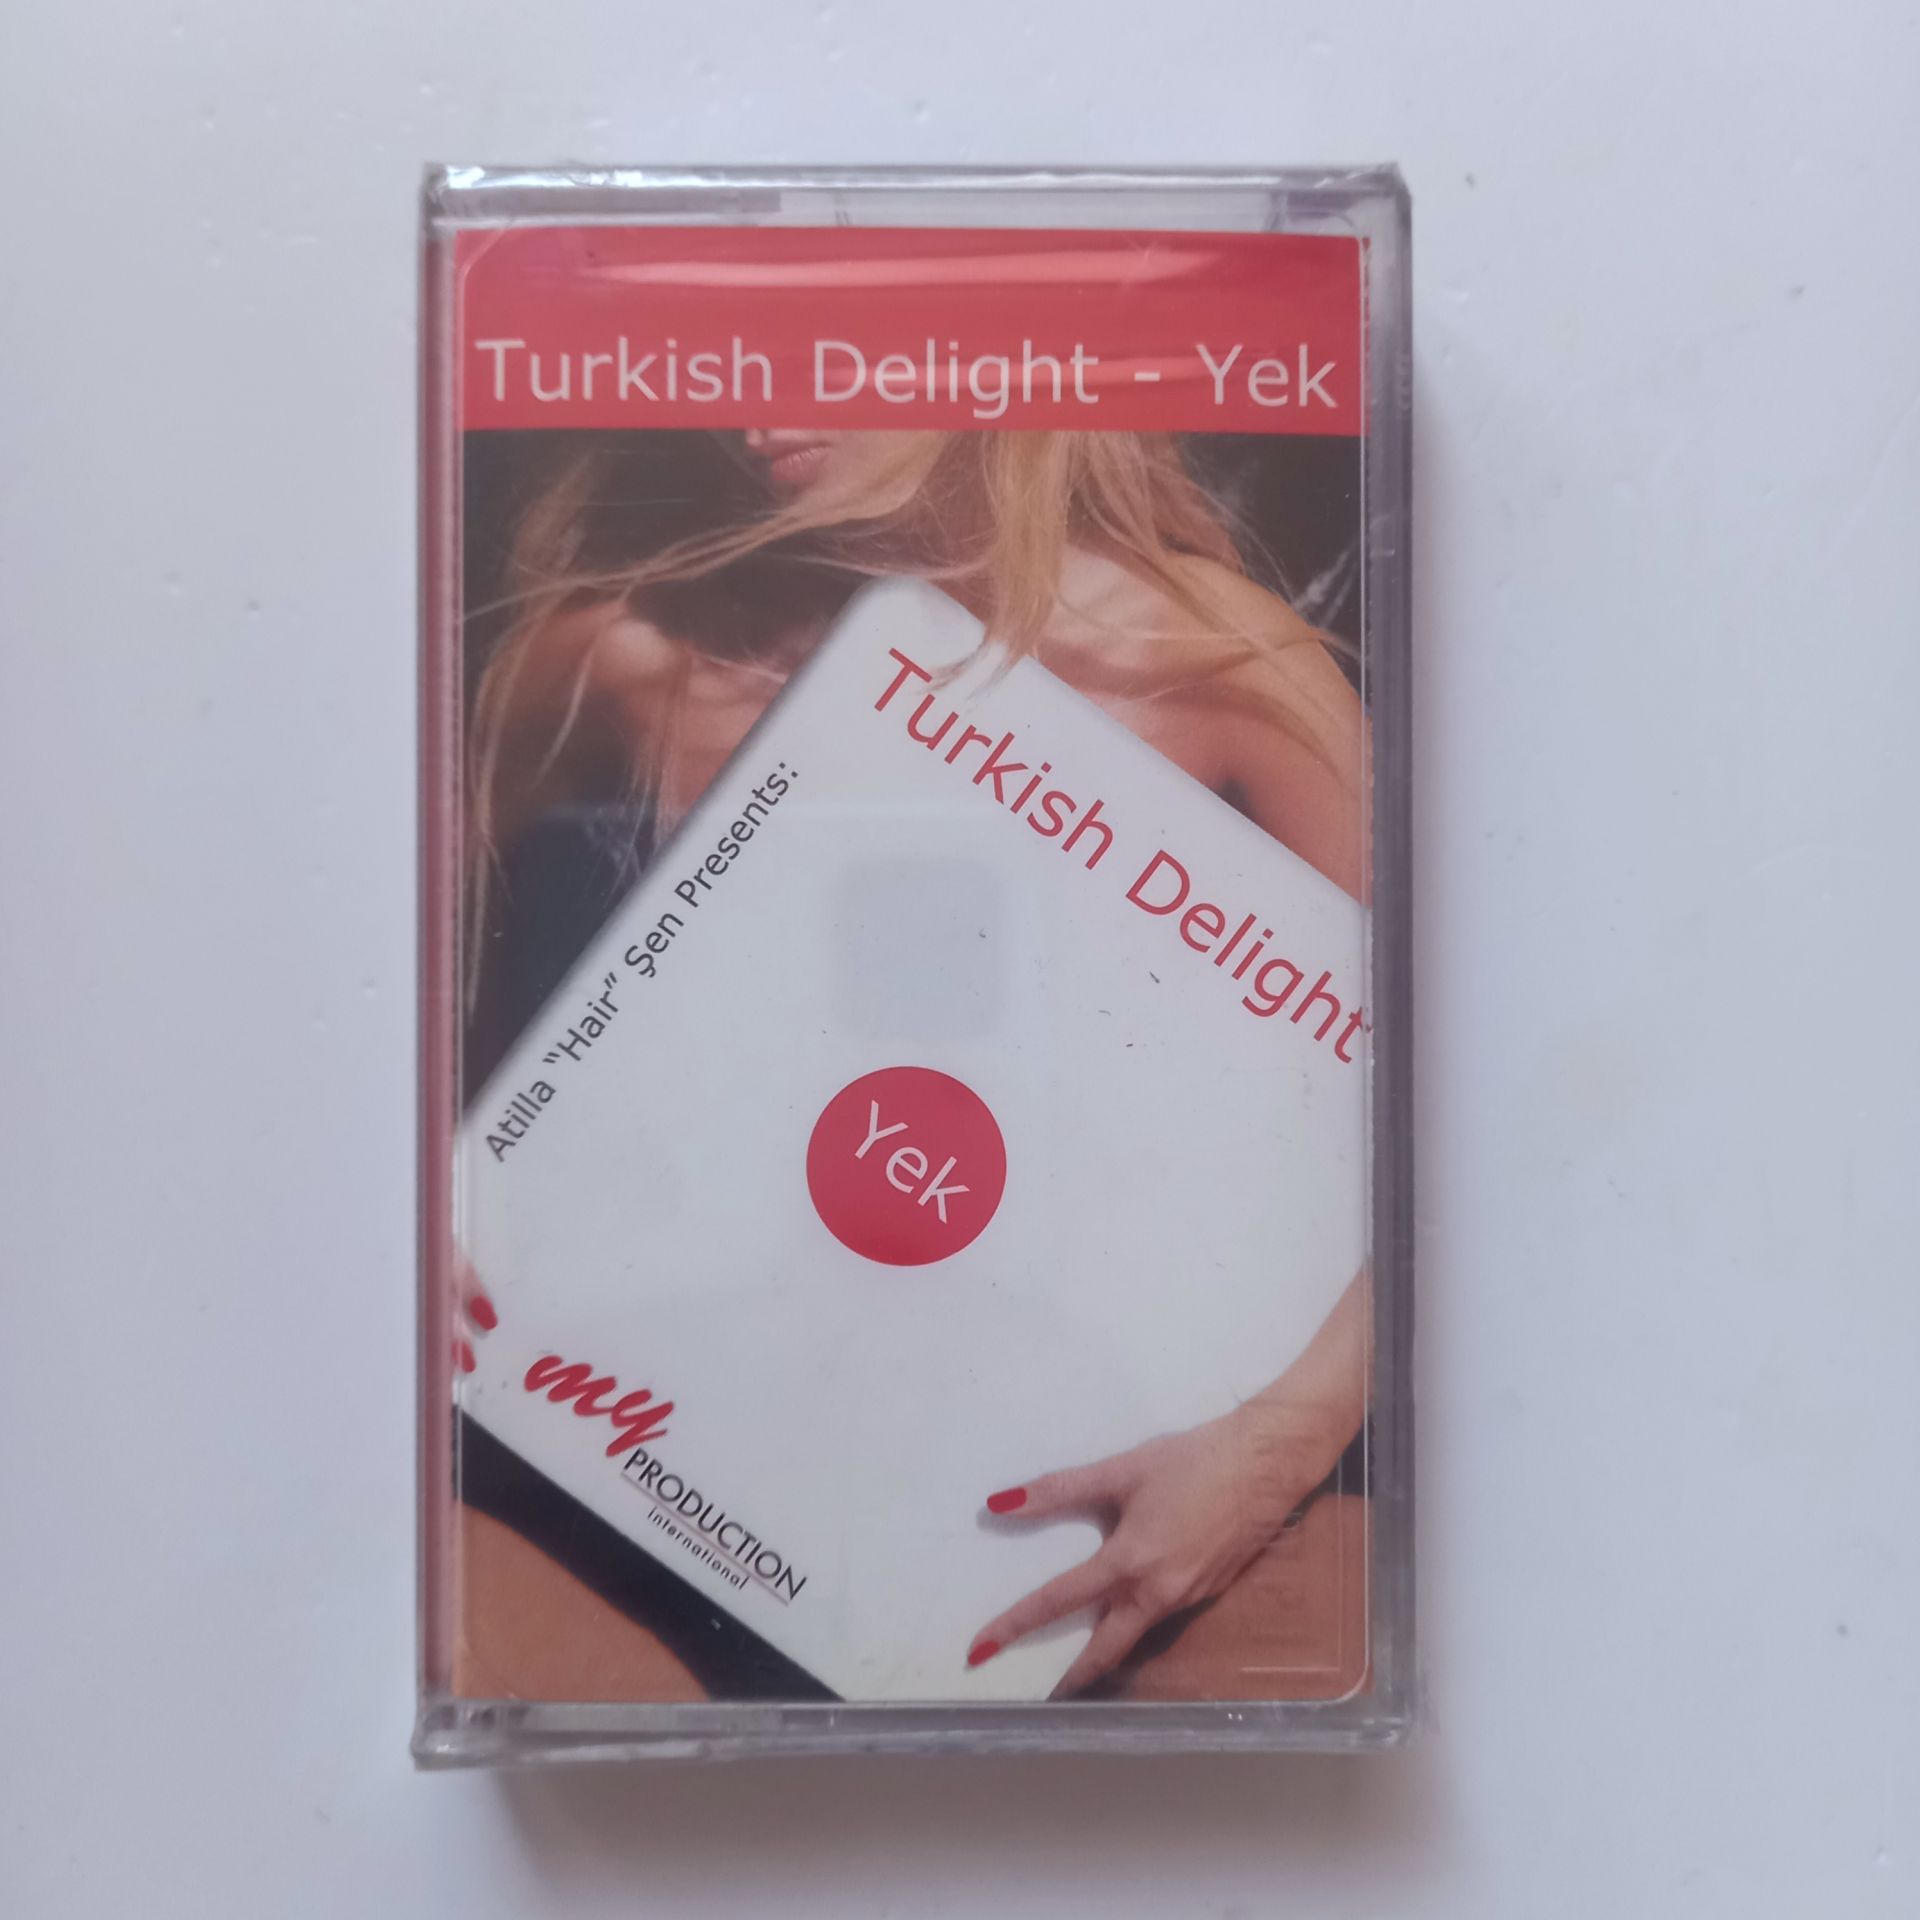 Turkish Delight - Yek
Atilla "Hair" Şen Presents:
Turkish Delight
Yek
my
PRODUCTION
international